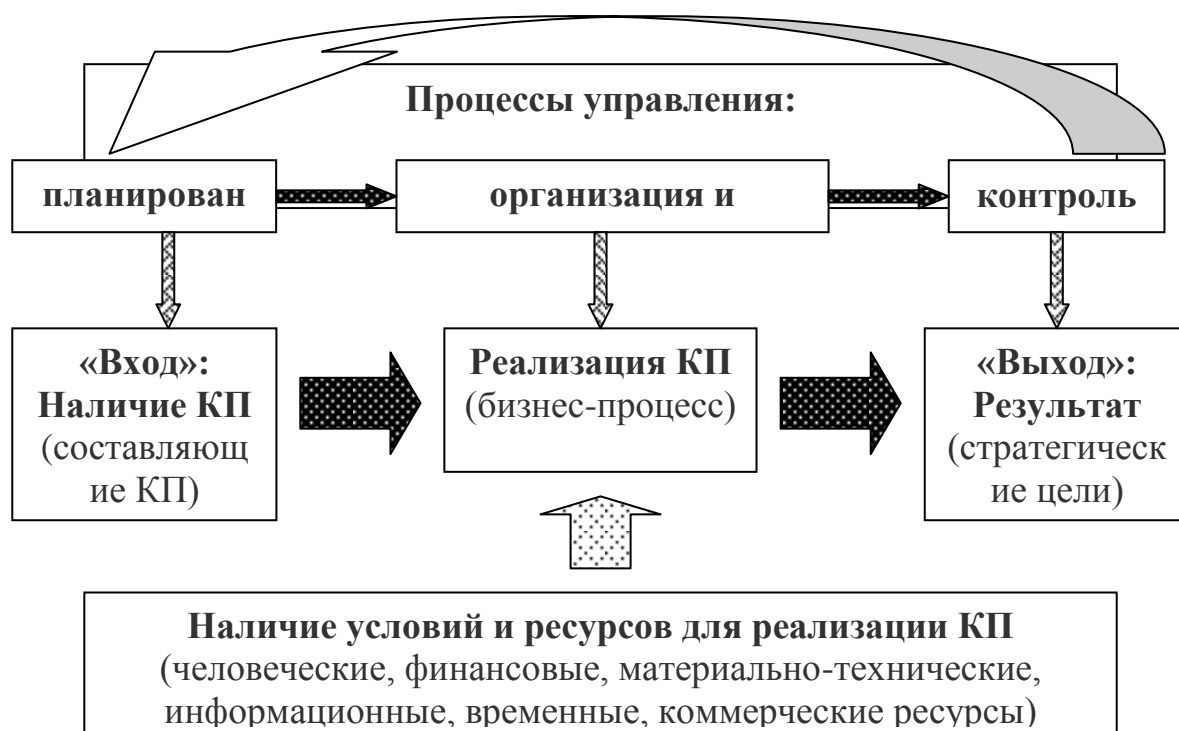 Процессы управления:
планирован
организация и
контроль
«Вход»:
Наличие КП
(составляющ
ие КП)
Реализация КП
(бизнес-процесс)
«Выход»:
Результат
(стратегическ
ие цели)
Наличие условий и ресурсов для реализации КП
(человеческие, финансовые, материально-технические,
информационные, временные, коммерческие ресурсы)